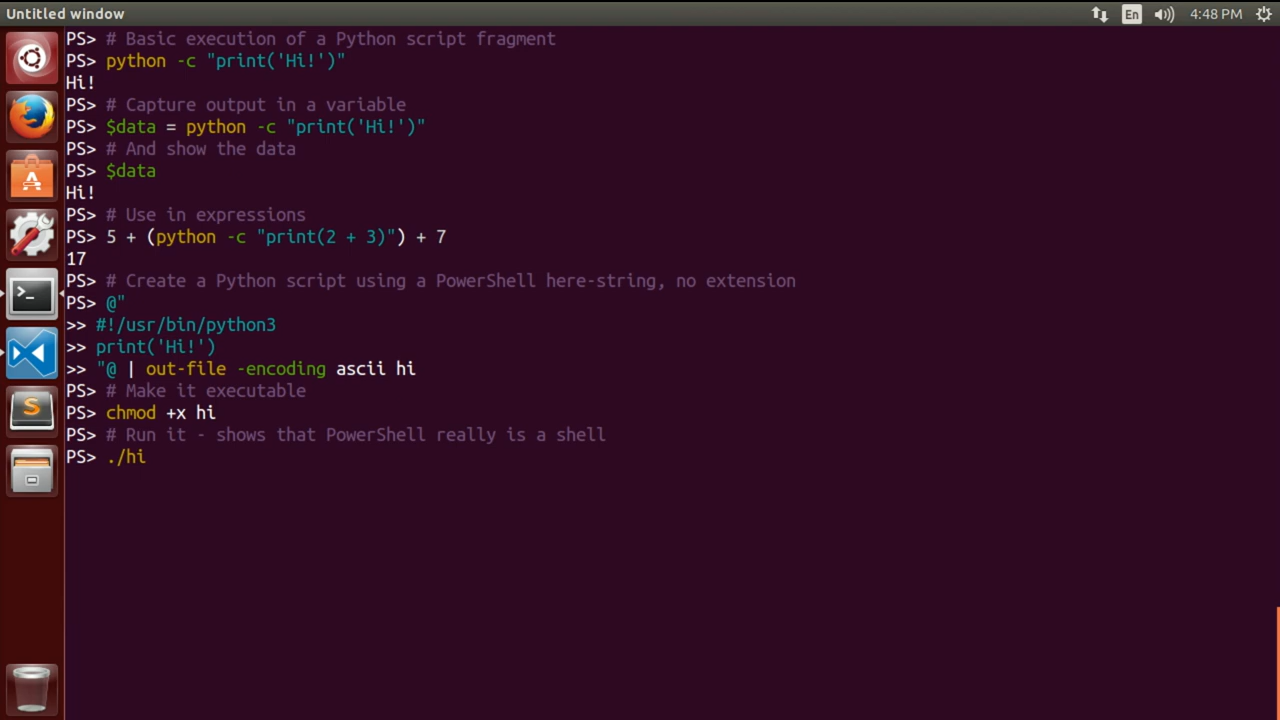 Untitled window
En
4:48 PM
PS> # Basic execution of a Python script fragment
PS> python -c "print('Hi!')"
Hi!
PS> # Capture output in a variable
PS> $data = python -c "print('Hi!')"
PS> # And show the data
PS> $data
Hi!
PS> # Use in expressions
PS> 5 + (python -c "print(2 + 3)") + 7
17
PS> # Create a Python script using a PowerShell here-string, no extension
PS> @"
>> #!/usr/bin/python3
>> print('Hi!')
>> "@ | out-file -encoding ascii hi
PS> # Make it executable
PS> chmod +x hi
PS> # Run it - shows that PowerShell really is a shell
PS> ./hi